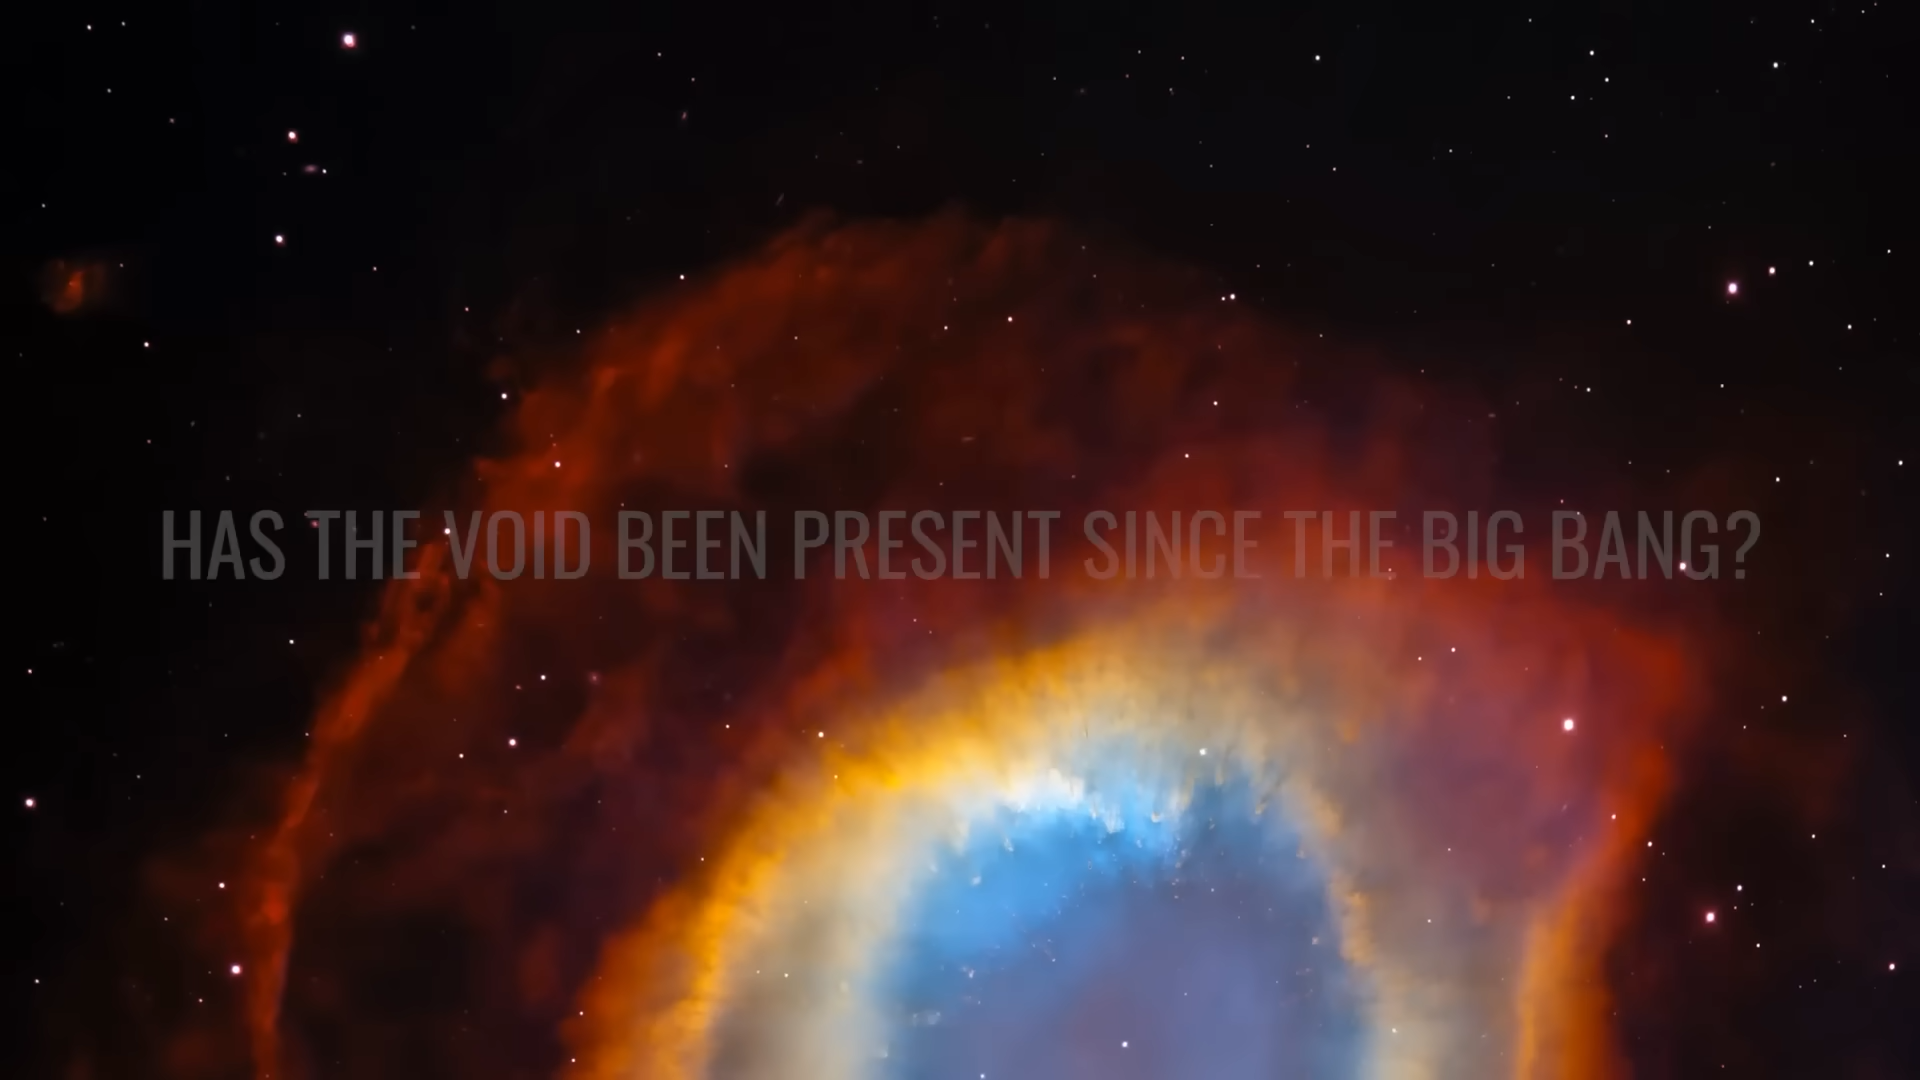 HAS THE VOID BEEN PRESENT SINCE THE BIG BANG?